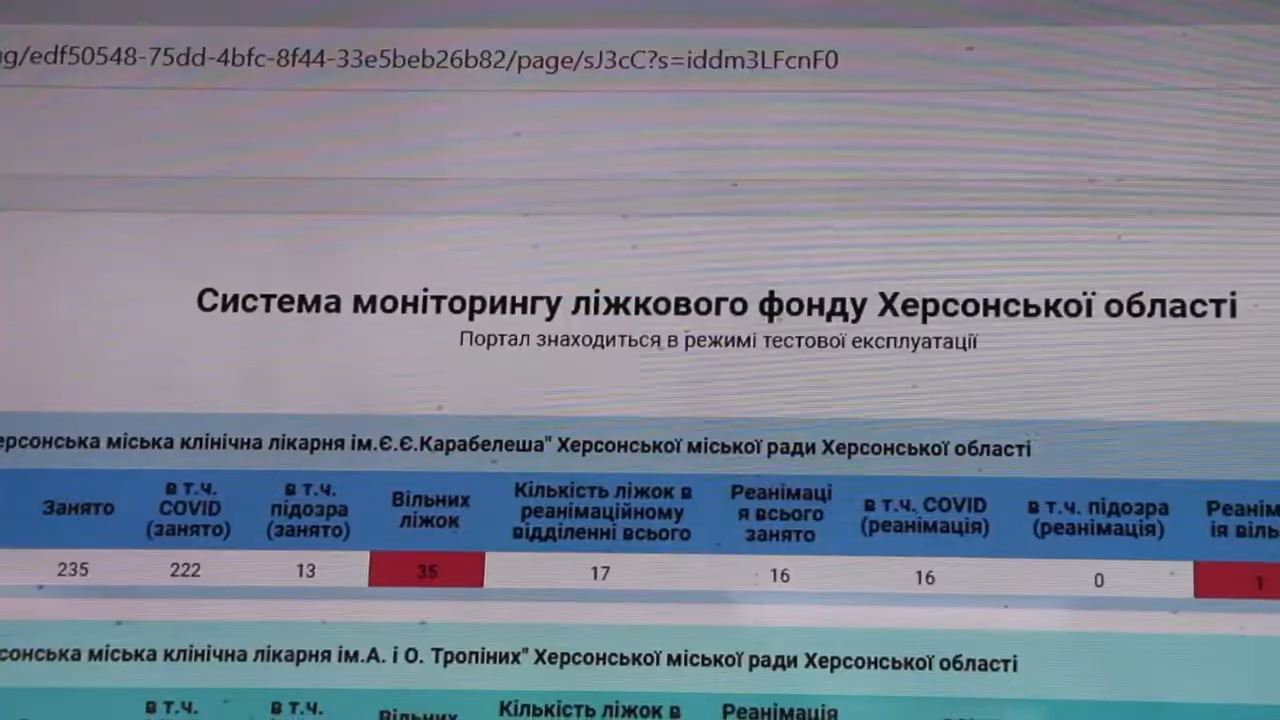 g/edf50548-75dd-4bfc-8f44-33e5beb26b82/page/sJ3cC?s=iddm3LFcnF0
Система моніторингу ліжкового фонду Херсонської області
Портал знаходиться в режимі тестової експлуатації
ерсонська міська клінічна лікарня ім.Є.Є.Карабелеша" Херсонської міської ради Херсонської області
Занято
в т.ч.
COVID
(занято)
в т.ч.
підозра
(занято)
Вільних
ліжок
Кількість ліжок в
реанімаційному
відділенні всього
Реанімаці
я всього
занято
в т.ч. COVID
(реанімація)
в т.ч. підозра
(реанімація)
Реанім
ія віль
235 222 13 35 17 16 16 0 1
сонська міська клінічна лікарня ім.А. і О. Тропіних" Херсонської міської ради Херсонської області
в т.ч.
в т.ч.
Вільних
Кількість ліжок в
Реанімація